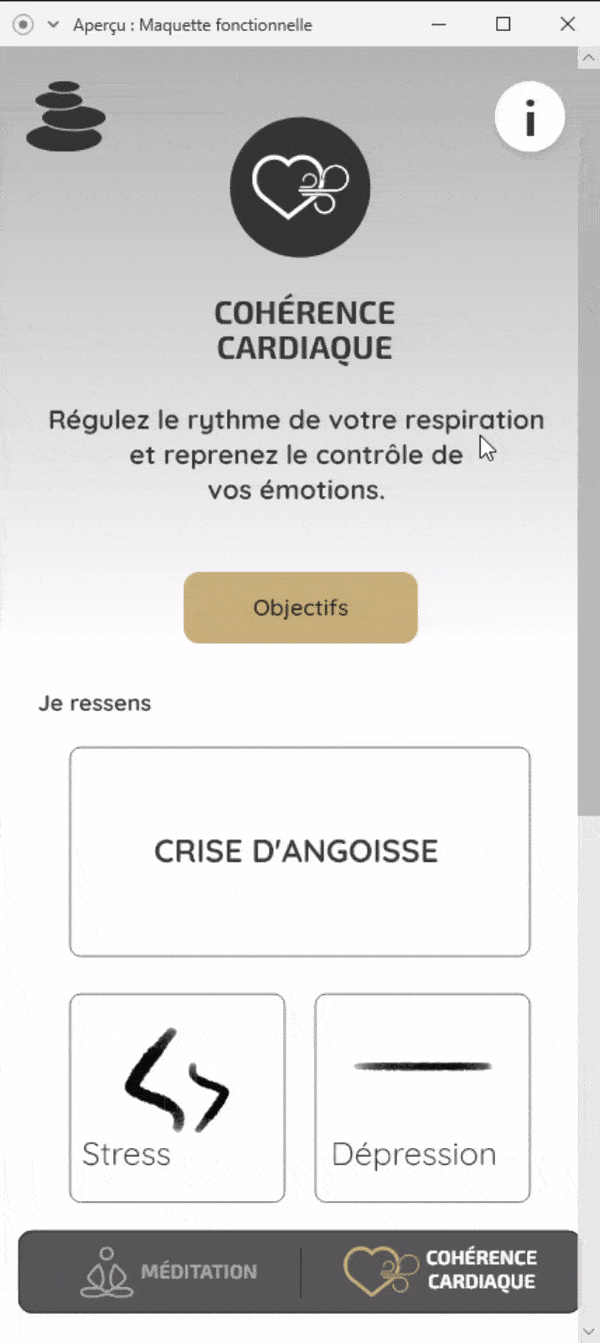 Aperçu : Maquette fonctionnelle
i
COHÉRENCE
CARDIAQUE
Régulez le rythme de votre respiration
et reprenez le contrôle de
vos émotions.
Objectifs
Je ressens
CRISE D'ANGOISSE
Stress
Dépression
MÉDITATION
COHÉRENCE
CARDIAQUE